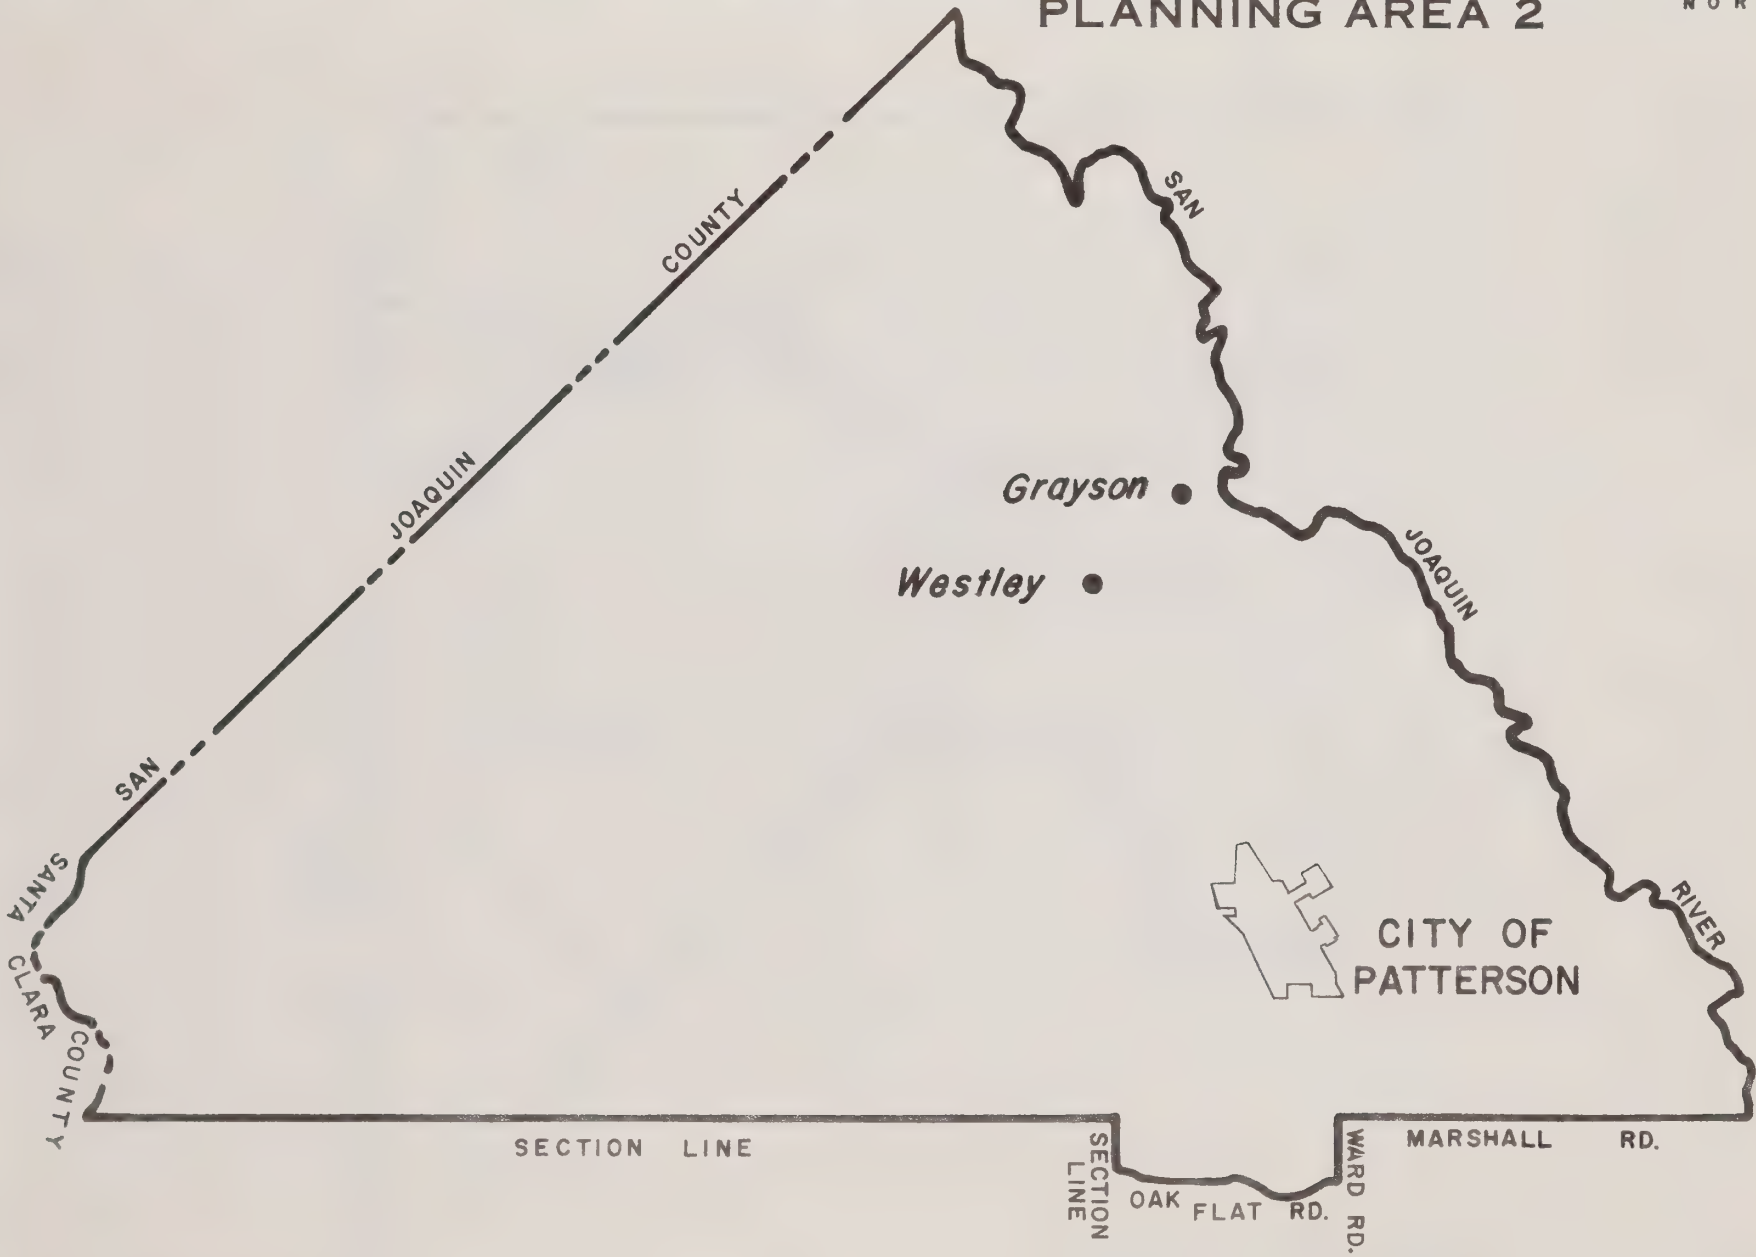 PLANNING AREA 2
SAN JOAQUIN COUNTY
SAN JOAQUIN RIVER
Grayson
Westley
SANTA CLARA COUNTY
CITY OF
PATTERSON
SECTION LINE
SECTION
LINE
OAK FLAT RD.
WARD RD.
MARSHALL RD.